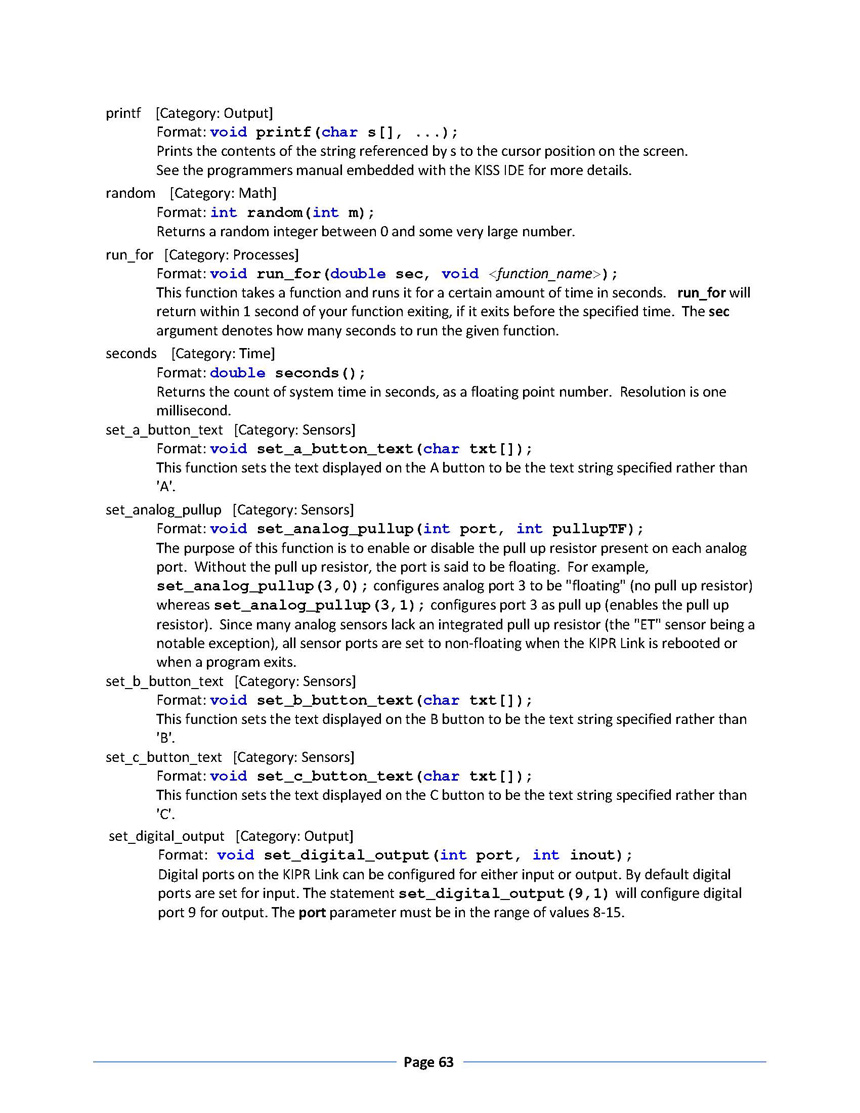 printf [Category: Output]
Format: void printf(char s[], ...);
Prints the contents of the string referenced by s to the cursor position on the screen.
See the programmers manual embedded with the KISS IDE for more details.
random [Category: Math]
Format: int random(int m);
Returns a random integer between 0 and some very large number.
run_for [Category: Processes]
Format: void run_for(double sec, void <function_name>);
This function takes a function and runs it for a certain amount of time in seconds. run_for will
return within 1 second of your function exiting, if it exits before the specified time. The sec
argument denotes how many seconds to run the given function.
seconds [Category: Time]
Format: double seconds();
Returns the count of system time in seconds, as a floating point number. Resolution is one
millisecond.
set_a_button_text [Category: Sensors]
Format: void set_a_button_text(char txt[]);
This function sets the text displayed on the A button to be the text string specified rather than
'A'.
set_analog_pullup [Category: Sensors]
Format: void set_analog_pullup(int port, int pullupTF);
The purpose of this function is to enable or disable the pull up resistor present on each analog
port. Without the pull up resistor, the port is said to be floating. For example,
set_analog_pullup(3,0); configures analog port 3 to be "floating" (no pull up resistor)
whereas set_analog_pullup(3,1); configures port 3 as pull up (enables the pull up
resistor). Since many analog sensors lack an integrated pull up resistor (the "ET" sensor being a
notable exception), all sensor ports are set to non-floating when the KIPR Link is rebooted or
when a program exits.
set_b_button_text [Category: Sensors]
Format: void set_b_button_text(char txt[]);
This function sets the text displayed on the B button to be the text string specified rather than
'B'.
set_c_button_text [Category: Sensors]
Format: void set_c_button_text(char txt[]);
This function sets the text displayed on the C button to be the text string specified rather than
'C'.
set_digital_output [Category: Output]
Format: void set_digital_output(int port, int inout);
Digital ports on the KIPR Link can be configured for either input or output. By default digital
ports are set for input. The statement set_digital_output(9,1) will configure digital
port 9 for output. The port parameter must be in the range of values 8-15.
Page 63